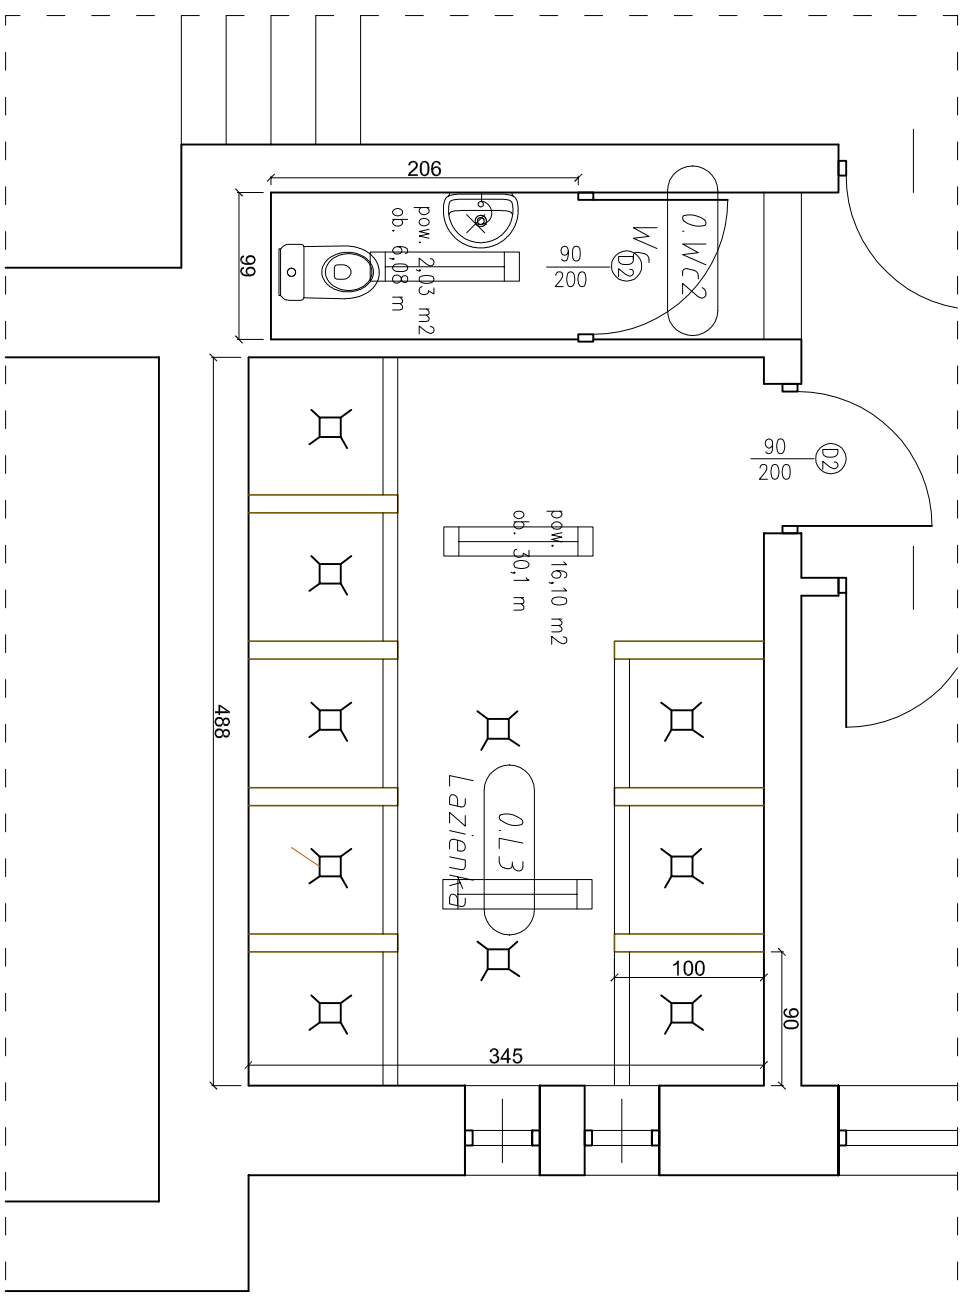 206
99
pow. 2,03 m2
ob. 6,08 m
90
200
D2
Wc
0.Wc2
90
200
D2
488
pow. 16,10 m2
ob. 30,1 m
0.L3
Lazienka
100
90
345